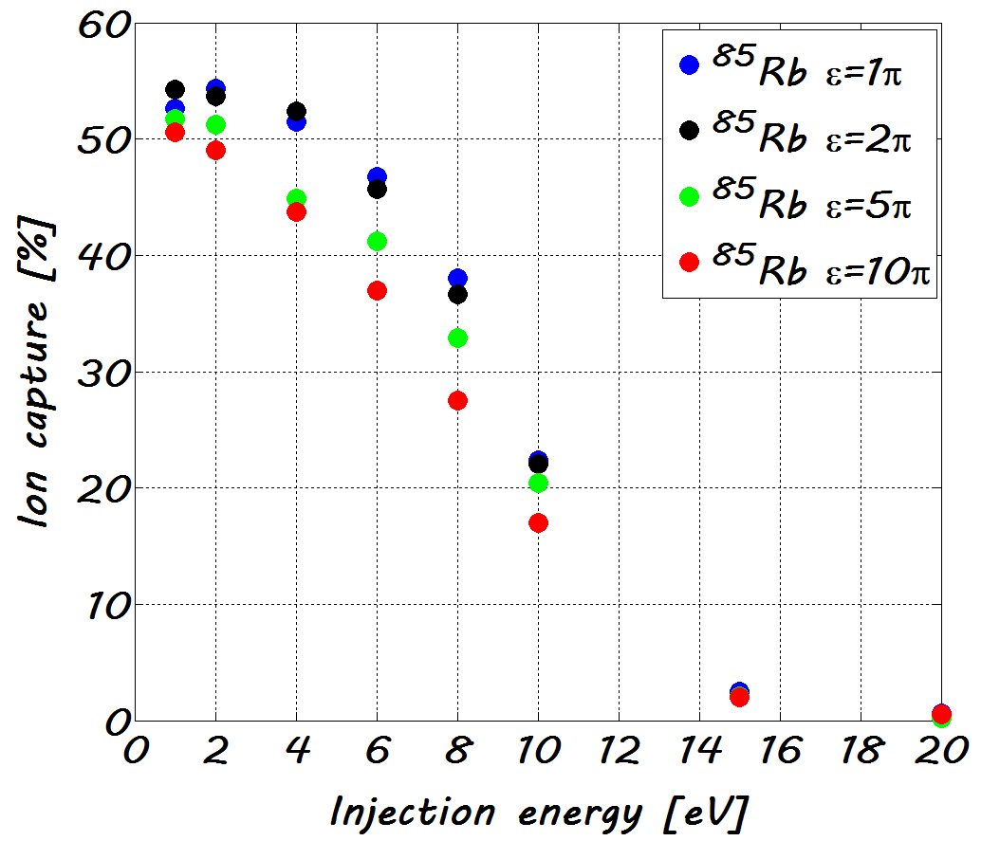 60
50
40
30
20
10
0
Ion capture [%]
⁸⁵Rb ε=1π
⁸⁵Rb ε=2π
⁸⁵Rb ε=5π
⁸⁵Rb ε=10π
0 2 4 6 8 10 12 14 16 18 20
Injection energy [eV]